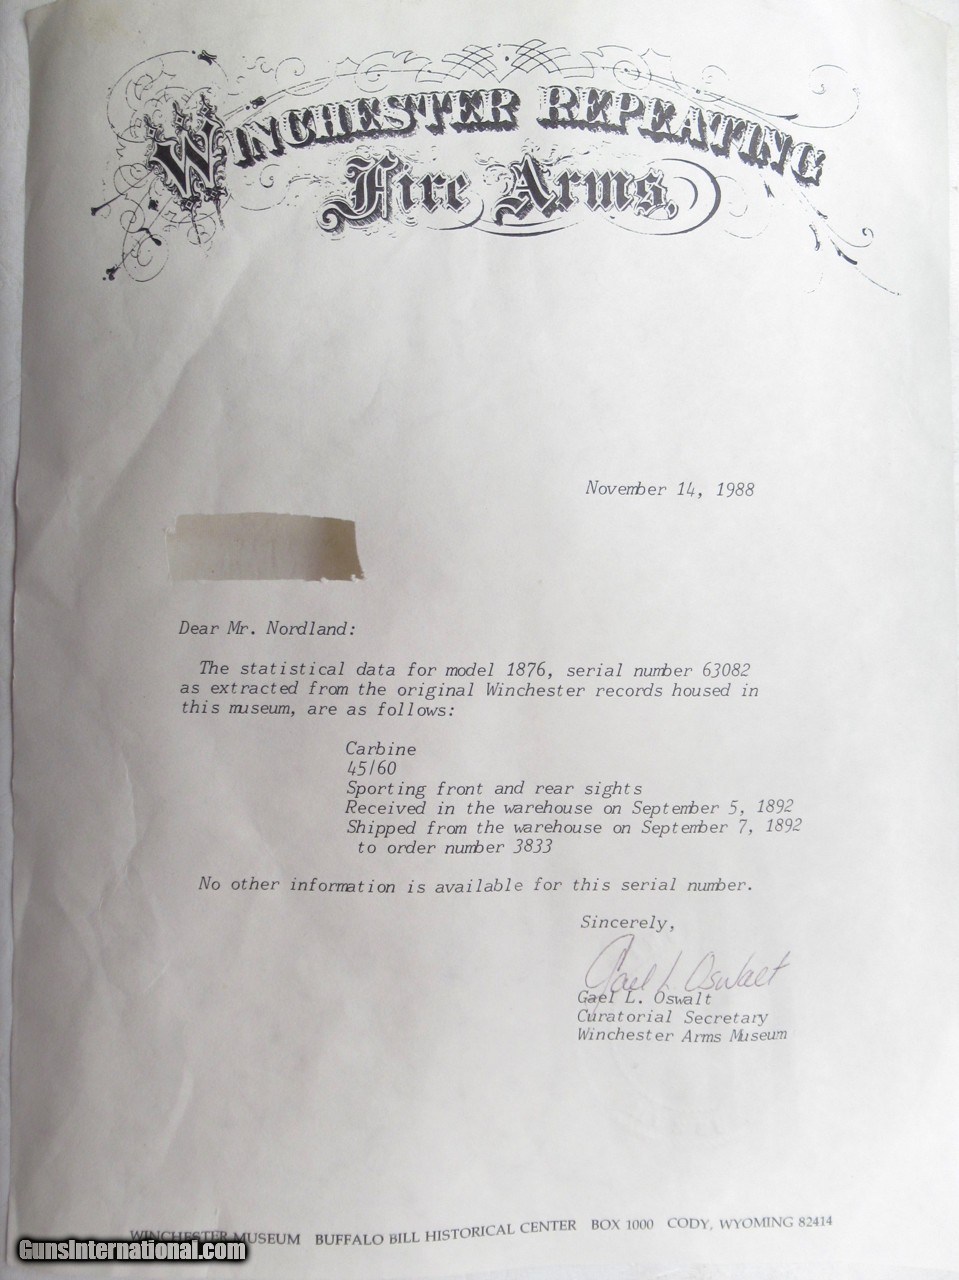 WINCHESTER REPEATING
Fire Arms,
November 14, 1988
Dear Mr. Nordland:
The statistical data for model 1876, serial number 63082
as extracted from the original Winchester records housed in
this museum, are as follows:
Carbine
45/60
Sporting front and rear sights
Received in the warehouse on September 5, 1892
Shipped from the warehouse on September 7, 1892
to order number 3833
No other information is available for this serial number.
Sincerely,
Gael L. Oswalt
Gael L. Oswalt
Curatorial Secretary
Winchester Arms Museum
WINCHESTER MUSEUM BUFFALO BILL HISTORICAL CENTER BOX 1000 CODY, WYOMING 82414
GunsInternational.com